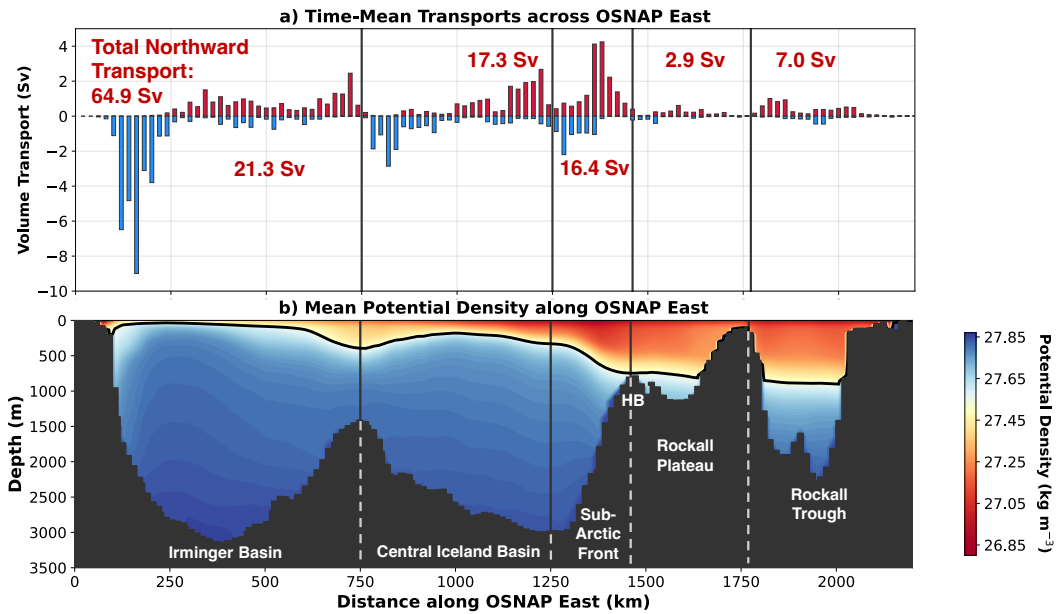 a) Time-Mean Transports across OSNAP East
Volume Transport (Sv)
4
2
0
−2
−4
−6
−8
−10
Total Northward
Transport:
64.9 Sv
21.3 Sv
17.3 Sv
16.4 Sv
2.9 Sv
7.0 Sv
b) Mean Potential Density along OSNAP East
Depth (m)
0
500
1000
1500
2000
2500
3000
3500
Irminger Basin
Central Iceland Basin
Sub-
Arctic
Front
HB
Rockall
Plateau
Rockall
Trough
0
250
500
750
1000
1250
1500
1750
2000
Distance along OSNAP East (km)
27.85
27.65
27.45
27.25
27.05
26.85
Potential Density (kg m⁻³)